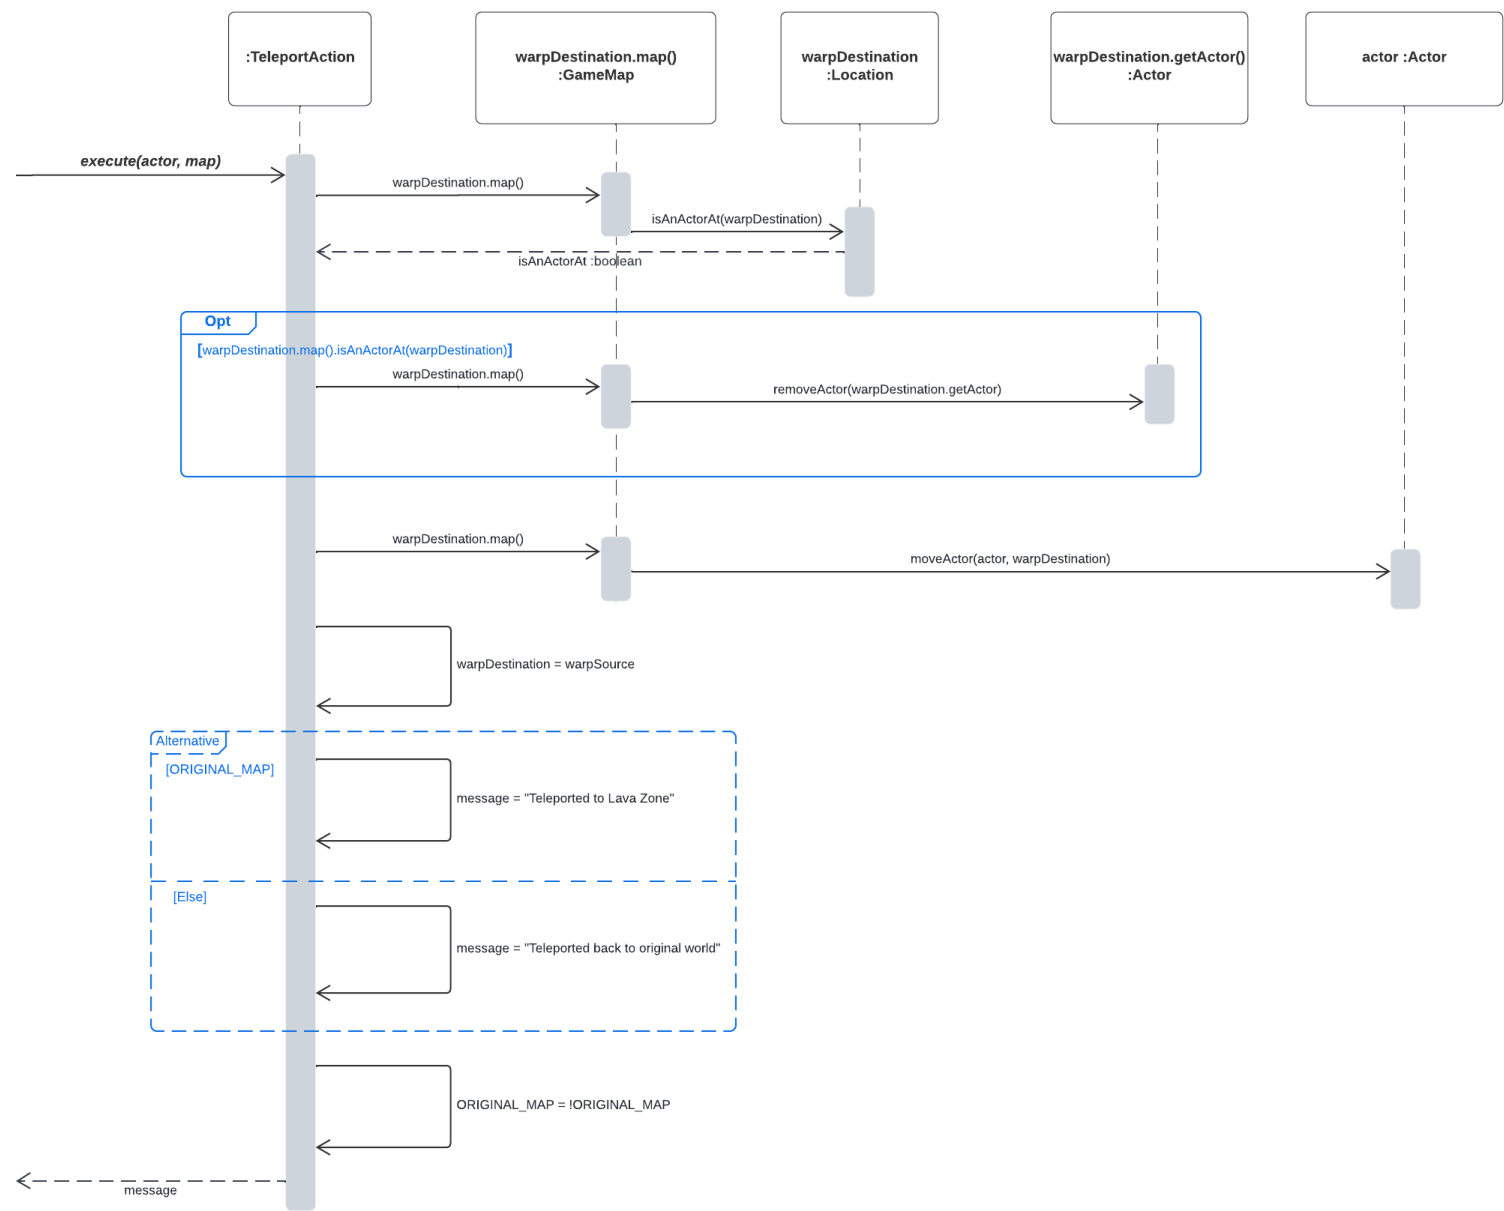 :TeleportAction
warpDestination.map()
:GameMap
warpDestination
:Location
warpDestination.getActor()
:Actor
actor :Actor
execute(actor, map)
warpDestination.map()
isAnActorAt(warpDestination)
isAnActorAt :boolean
Opt
[warpDestination.map().isAnActorAt(warpDestination)]
warpDestination.map()
removeActor(warpDestination.getActor)
warpDestination.map()
moveActor(actor, warpDestination)
warpDestination = warpSource
Alternative
[ORIGINAL_MAP]
message = "Teleported to Lava Zone"
[Else]
message = "Teleported back to original world"
ORIGINAL_MAP = !ORIGINAL_MAP
message